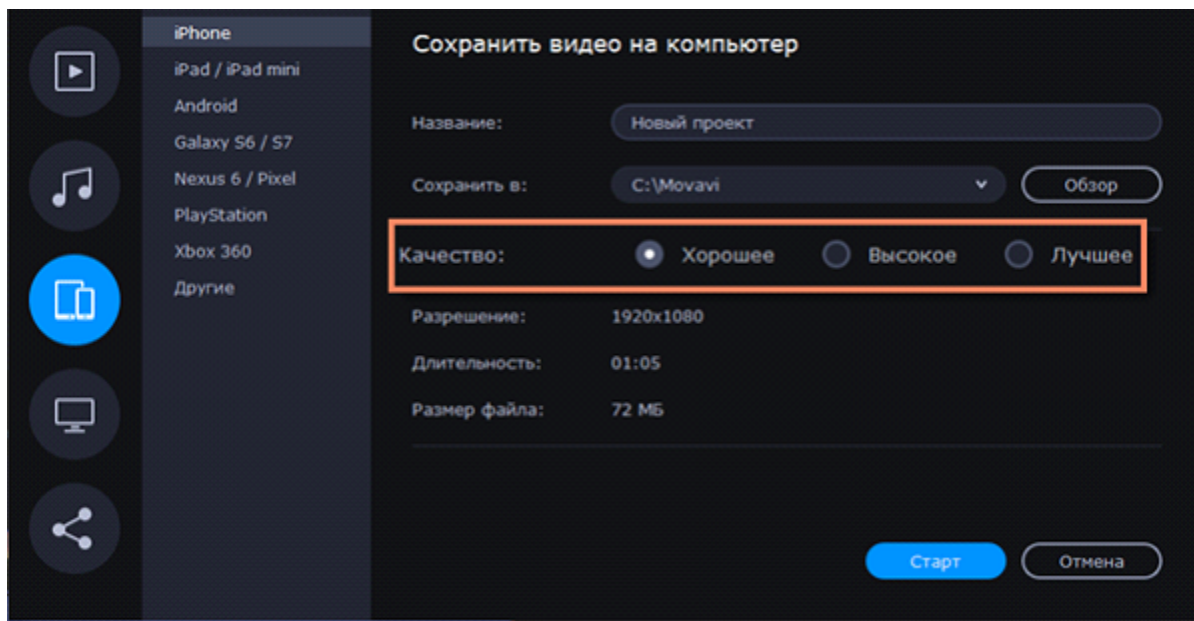 iPhone
iPad / iPad mini
Android
Galaxy S6 / S7
Nexus 6 / Pixel
PlayStation
Xbox 360
Другие
Сохранить видео на компьютер
Название: Новый проект
Сохранить в: C:\Movavi Обзор
Качество: Хорошее Высокое Лучшее
Разрешение: 1920x1080
Длительность: 01:05
Размер файла: 72 МБ
Старт Отмена